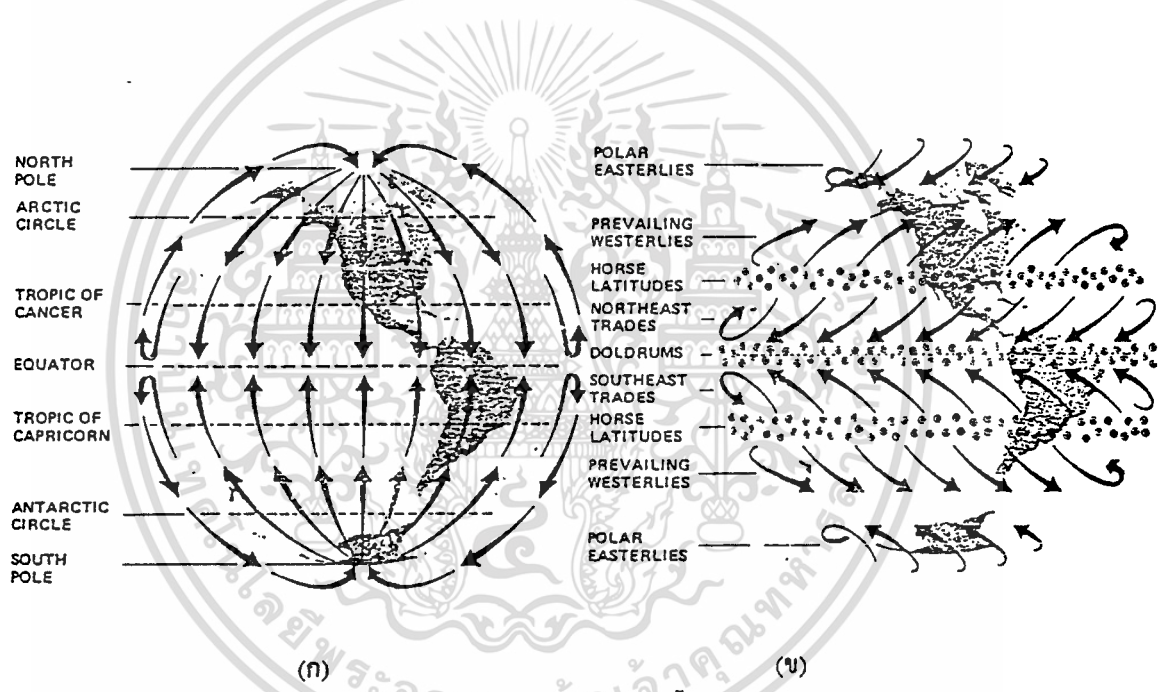 NORTH
POLE
ARCTIC
CIRCLE
TROPIC OF
CANCER
EQUATOR
TROPIC OF
CAPRICORN
ANTARCTIC
CIRCLE
SOUTH
POLE
(ก)
POLAR
EASTERLIES
PREVAILING
WESTERLIES
HORSE
LATITUDES
NORTHEAST
TRADES
DOLDRUMS
SOUTHEAST
TRADES
HORSE
LATITUDES
PREVAILING
WESTERLIES
POLAR
EASTERLIES
(ข)